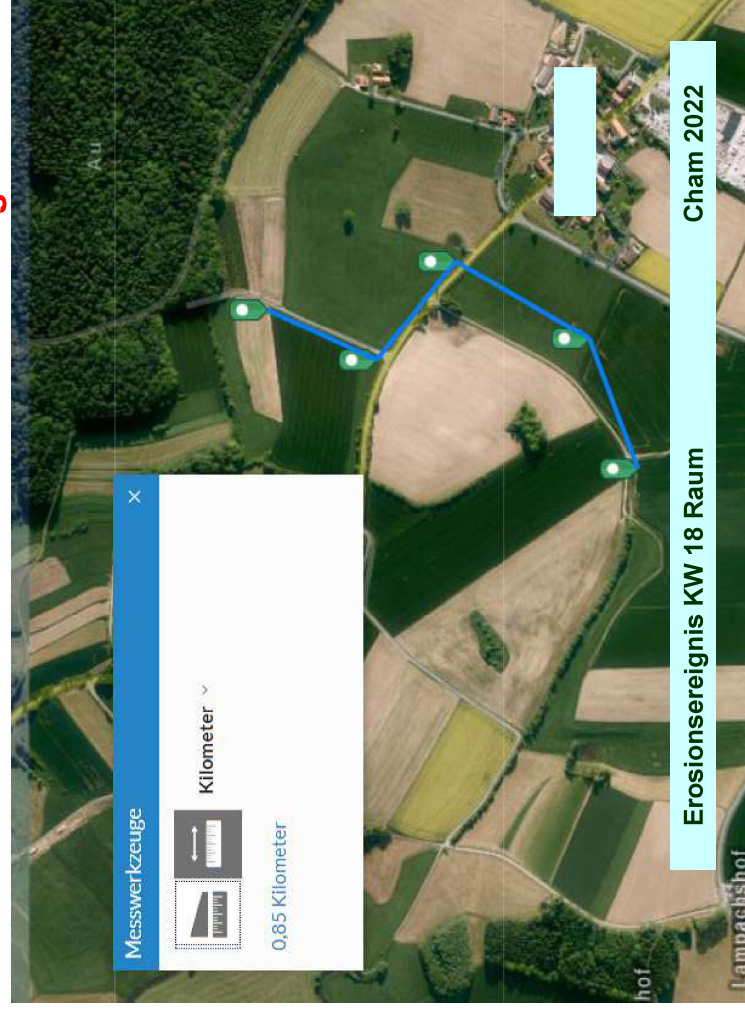 Au
Messwerkzeuge
Kilometer
0,85 Kilometer
hof
Lampachshof
Erosionsereignis KW 18 Raum Cham 2022